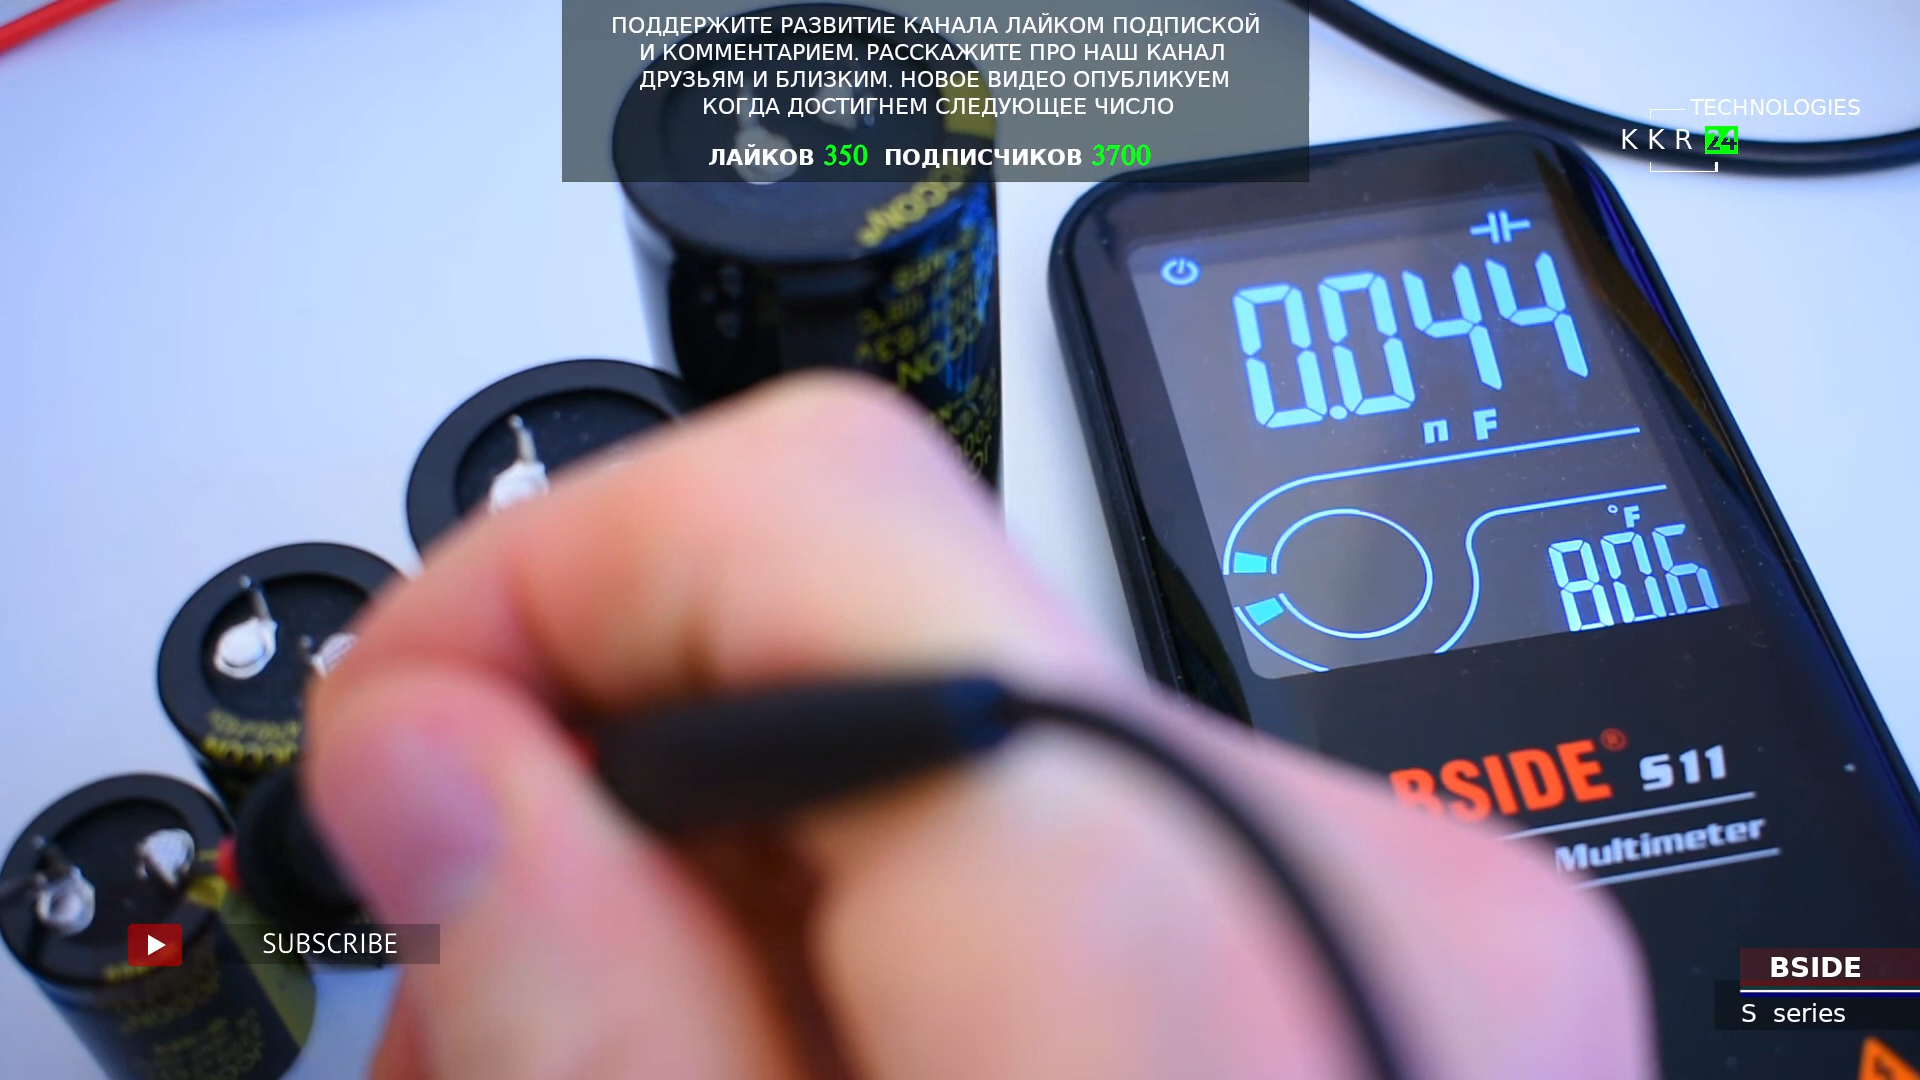 ПОДДЕРЖИТЕ РАЗВИТИЕ КАНАЛА ЛАЙКОМ ПОДПИСКОЙ
И КОММЕНТАРИЕМ. РАССКАЖИТЕ ПРО НАШ КАНАЛ
ДРУЗЬЯМ И БЛИЗКИМ. НОВОЕ ВИДЕО ОПУБЛИКУЕМ
КОГДА ДОСТИГНЕМ СЛЕДУЮЩЕЕ ЧИСЛО
ЛАЙКОВ 350 ПОДПИСЧИКОВ 3700
TECHNOLOGIES
KKR 24
0.044
nF
°F
80.6
BSIDE® S11
Multimeter
SUBSCRIBE
BSIDE
S series